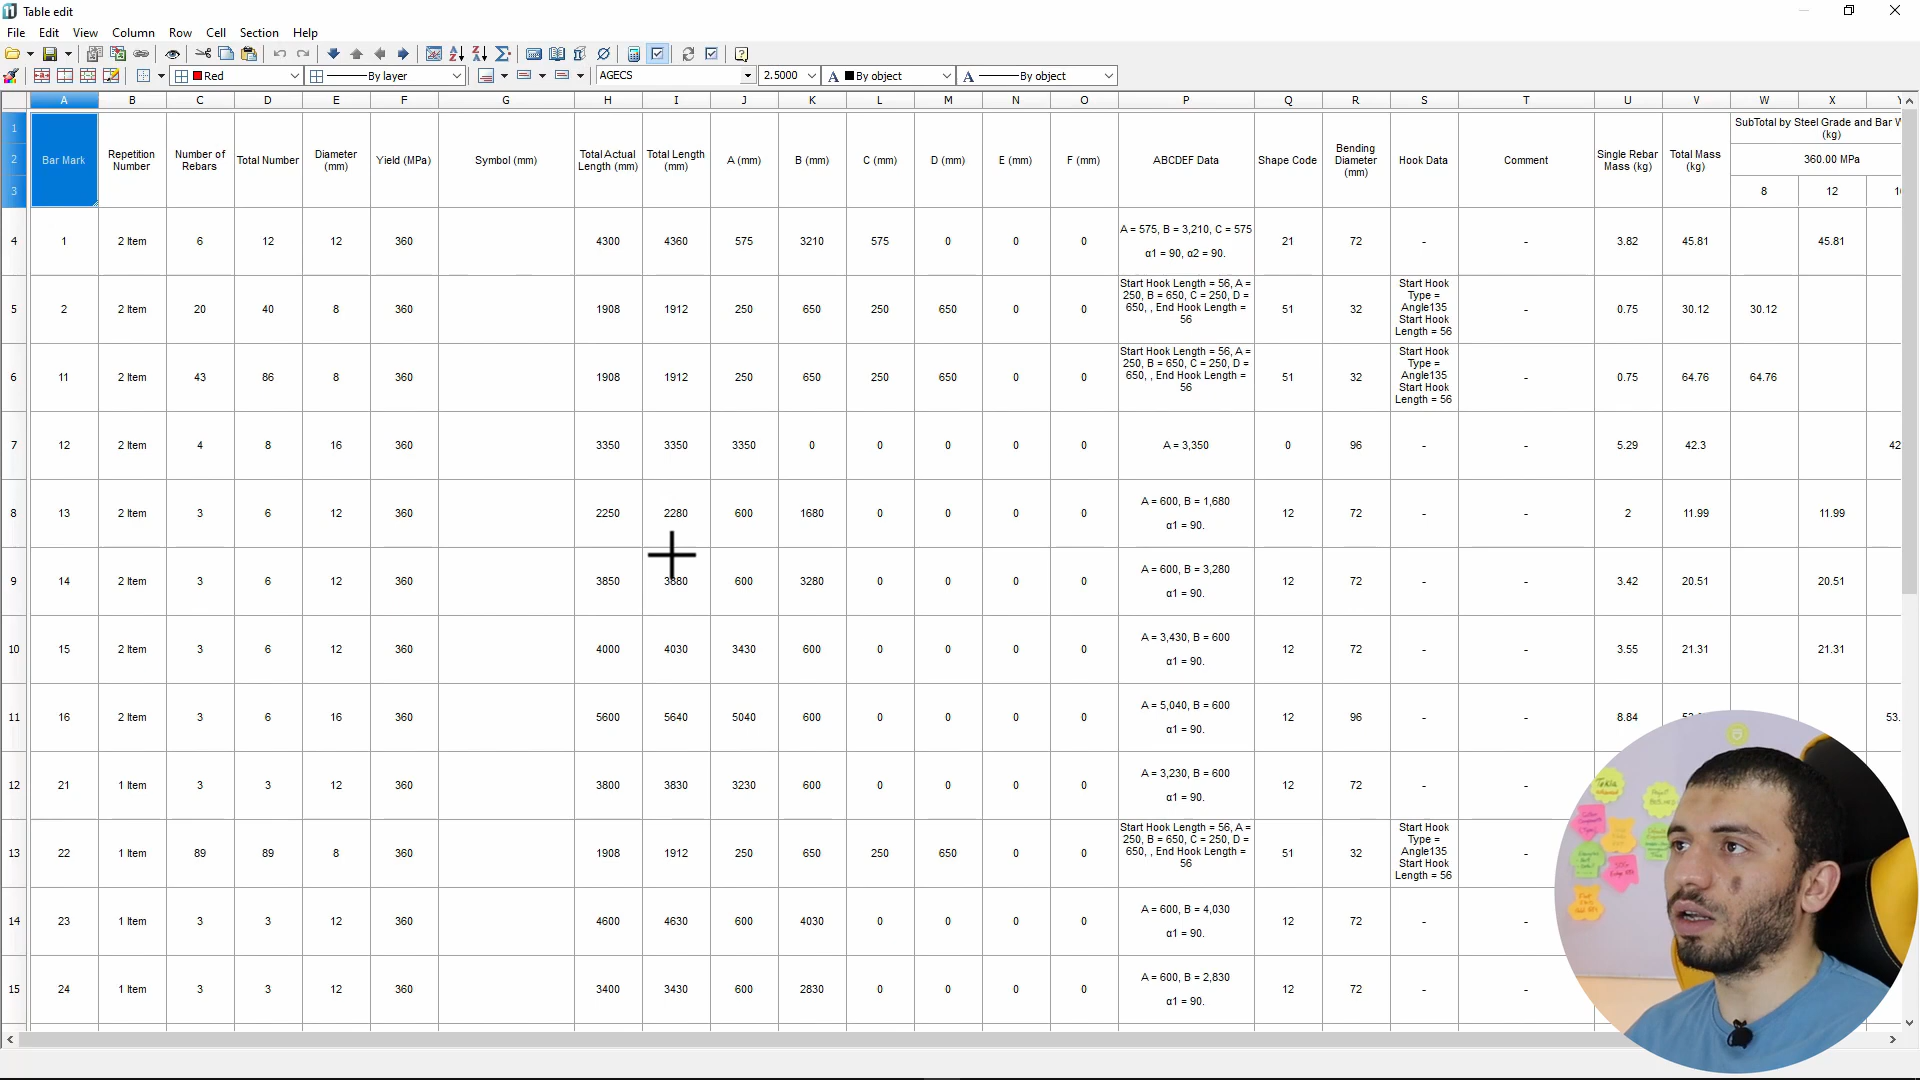 Table edit
File Edit View Column Row Cell Section Help
Red By layer AGECS 2.5000 A By object A By object
A B C D E F G H I J K L M N O P Q R S T U V W X Y
1
2
3
Bar Mark
Repetition Number
Number of Rebars
Total Number
Diameter (mm)
Yield (MPa)
Symbol (mm)
Total Actual Length (mm)
Total Length (mm)
A (mm)
B (mm)
C (mm)
D (mm)
E (mm)
F (mm)
ABCDEF Data
Shape Code
Bending Diameter (mm)
Hook Data
Comment
Single Rebar Mass (kg)
Total Mass (kg)
SubTotal by Steel Grade and Bar W
(kg)
360.00 MPa
8 12 1
4 1 2 Item 6 12 12 360 4300 4360 575 3210 575 0 0 0 A = 575, B = 3,210, C = 575 α1 = 90, α2 = 90. 21 72 - - 3.82 45.81 45.81
5 2 2 Item 20 40 8 360 1908 1912 250 650 250 650 0 0 Start Hook Length = 56, A = 250, B = 650, C = 250, D = 650, , End Hook Length = 56 51 32 Start Hook Type = Angle135 Start Hook Length = 56 - 0.75 30.12 30.12
6 11 2 Item 43 86 8 360 1908 1912 250 650 250 650 0 0 Start Hook Length = 56, A = 250, B = 650, C = 250, D = 650, , End Hook Length = 56 51 32 Start Hook Type = Angle135 Start Hook Length = 56 - 0.75 64.76 64.76
7 12 2 Item 4 8 16 360 3350 3350 3350 0 0 0 0 0 A = 3,350 0 96 - - 5.29 42.3 42
8 13 2 Item 3 6 12 360 2250 2280 600 1680 0 0 0 0 A = 600, B = 1,680 α1 = 90. 12 72 - - 2 11.99 11.99
9 14 2 Item 3 6 12 360 3850 3880 600 3280 0 0 0 0 A = 600, B = 3,280 α1 = 90. 12 72 - - 3.42 20.51 20.51
10 15 2 Item 3 6 12 360 4000 4030 3430 600 0 0 0 0 A = 3,430, B = 600 α1 = 90. 12 72 - - 3.55 21.31 21.31
11 16 2 Item 3 6 16 360 5600 5640 5040 600 0 0 0 0 A = 5,040, B = 600 α1 = 90. 12 96 - - 8.84 53.
12 21 1 Item 3 3 12 360 3800 3830 3230 600 0 0 0 0 A = 3,230, B = 600 α1 = 90. 12 72 - -
13 22 1 Item 89 89 8 360 1908 1912 250 650 250 650 0 0 Start Hook Length = 56, A = 250, B = 650, C = 250, D = 650, , End Hook Length = 56 51 32 Start Hook Type = Angle135 Start Hook Length = 56 -
14 23 1 Item 3 3 12 360 4600 4630 600 4030 0 0 0 0 A = 600, B = 4,030 α1 = 90. 12 72 - -
15 24 1 Item 3 3 12 360 3400 3430 600 2830 0 0 0 0 A = 600, B = 2,830 α1 = 90. 12 72 - -